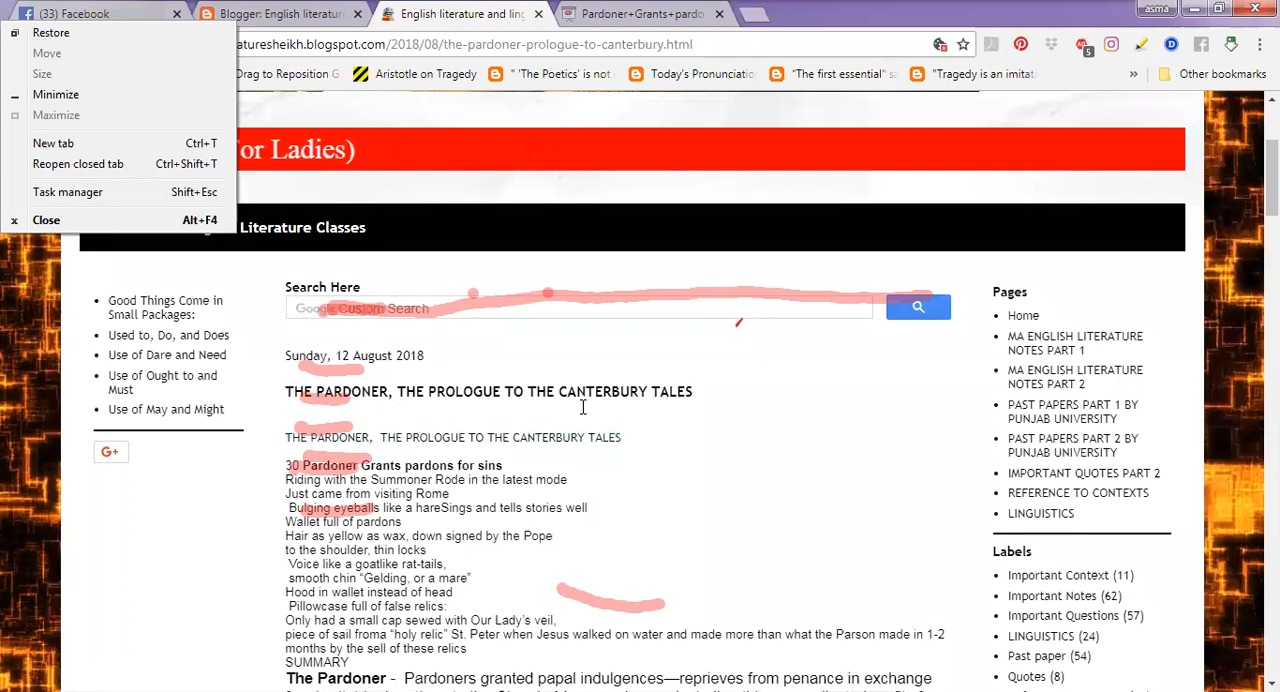 (33) Facebook
Blogger: English literature
English literature and ling
Pardoner+Grants+pardo
asma
Restore
Move
Size
Minimize
Maximize
New tab Ctrl+T
Reopen closed tab Ctrl+Shift+T
Task manager Shift+Esc
x Close Alt+F4
aturesheikh.blogspot.com/2018/08/the-pardoner-prologue-to-canterbury.html
5
Drag to Reposition G
Aristotle on Tragedy
" 'The Poetics' is not
Today's Pronunciatio
"The first essential" s
"Tragedy is an imitat
»
Other bookmarks
or Ladies)
Literature Classes
Good Things Come in
Small Packages:
Used to, Do, and Does
Use of Dare and Need
Use of Ought to and
Must
Use of May and Might
G+
Search Here
Google Custom Search
Sunday, 12 August 2018
THE PARDONER, THE PROLOGUE TO THE CANTERBURY TALES
THE PARDONER, THE PROLOGUE TO THE CANTERBURY TALES
30 Pardoner Grants pardons for sins
Riding with the Summoner Rode in the latest mode
Just came from visiting Rome
Bulging eyeballs like a hareSings and tells stories well
Wallet full of pardons
Hair as yellow as wax, down signed by the Pope
to the shoulder, thin locks
Voice like a goatlike rat-tails,
smooth chin “Gelding, or a mare”
Hood in wallet instead of head
Pillowcase full of false relics:
Only had a small cap sewed with Our Lady’s veil,
piece of sail froma “holy relic” St. Peter when Jesus walked on water and made more than what the Parson made in 1-2
months by the sell of these relics
SUMMARY
The Pardoner - Pardoners granted papal indulgences—reprieves from penance in exchange
Pages
Home
MA ENGLISH LITERATURE
NOTES PART 1
MA ENGLISH LITERATURE
NOTES PART 2
PAST PAPERS PART 1 BY
PUNJAB UNIVERSITY
PAST PAPERS PART 2 BY
PUNJAB UNIVERSITY
IMPORTANT QUOTES PART 2
REFERENCE TO CONTEXTS
LINGUISTICS
Labels
Important Context (11)
Important Notes (62)
Important Questions (57)
LINGUISTICS (24)
Past paper (54)
Quotes (8)